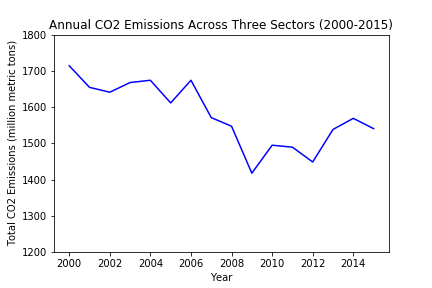 Annual CO2 Emissions Across Three Sectors (2000-2015)
Total CO2 Emissions (million metric tons)
1800
1700
1600
1500
1400
1300
1200
2000 2002 2004 2006 2008 2010 2012 2014
Year